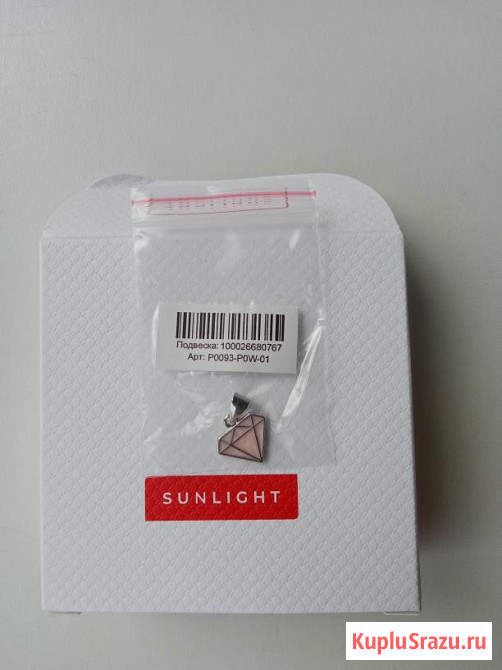 Подвеска: 100026680767
Арт: P0093-P0W-01
SUNLIGHT
KupluSrazu.ru